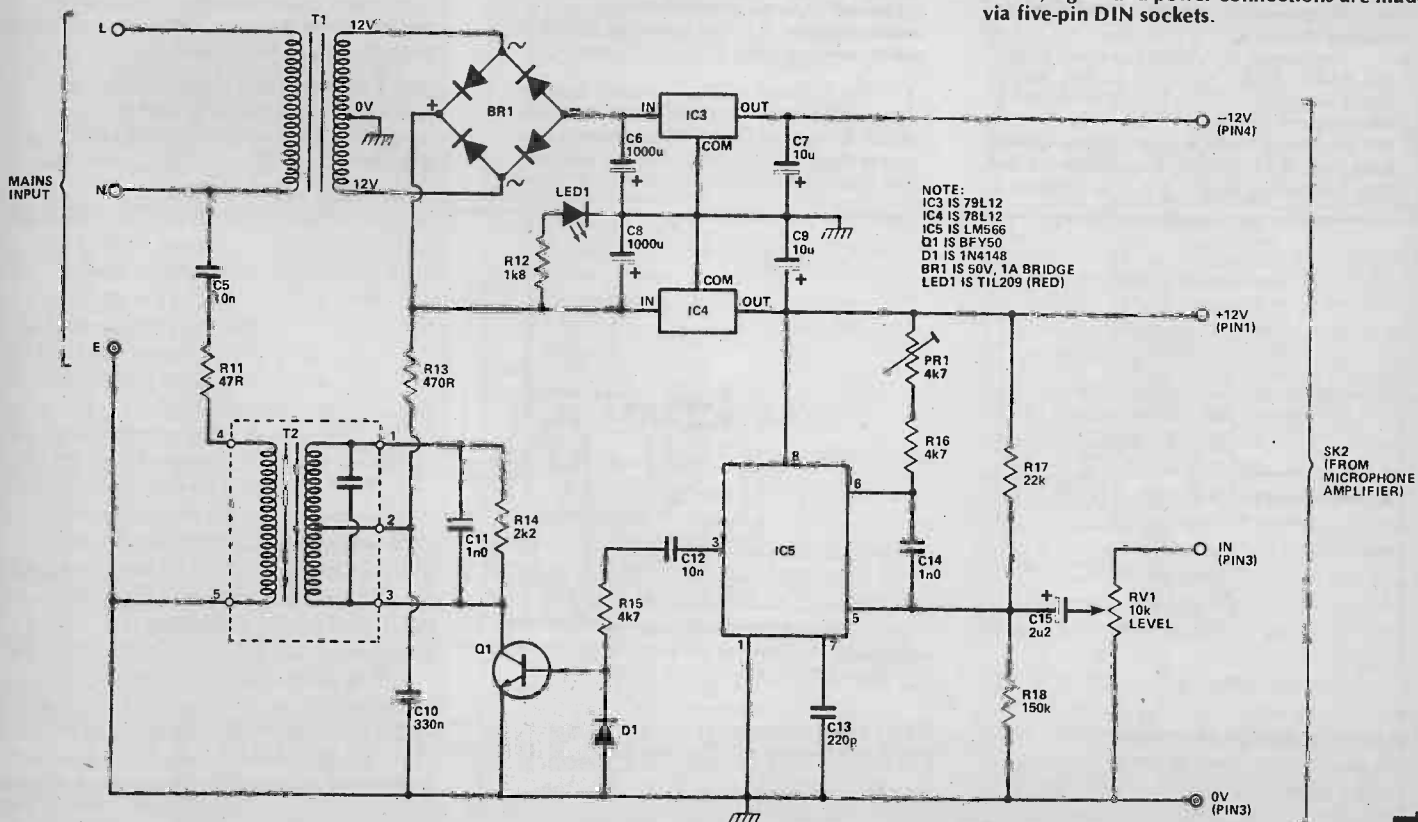 via five-pin DIN sockets.
MAINS
INPUT
L
N
E
T1
12V
0V
12V
~
+
BR1
~
C5
10n
R11
47R
T2
4
5
1
2
3
R12
1k8
LED1
C6
1000u
+
C8
1000u
+
IN
IC3
OUT
COM
COM
IN
IC4
OUT
C7
10u
+
C9
10u
+
NOTE:
IC3 IS 79L12
IC4 IS 78L12
IC5 IS LM566
Q1 IS BFY50
D1 IS 1N4148
BR1 IS 50V, 1A BRIDGE
LED1 IS TIL209 (RED)
–12V
(PIN4)
+12V
(PIN1)
R13
470R
C11
1n0
R14
2k2
C10
330n
Q1
R15
4k7
D1
C12
10n
3
8
IC5
6
5
1
7
C13
220p
PR1
4k7
R16
4k7
C14
1n0
R17
22k
R18
150k
+
C15
2u2
RV1
10k
LEVEL
IN
(PIN3)
0V
(PIN3)
SK2
(FROM
MICROPHONE
AMPLIFIER)